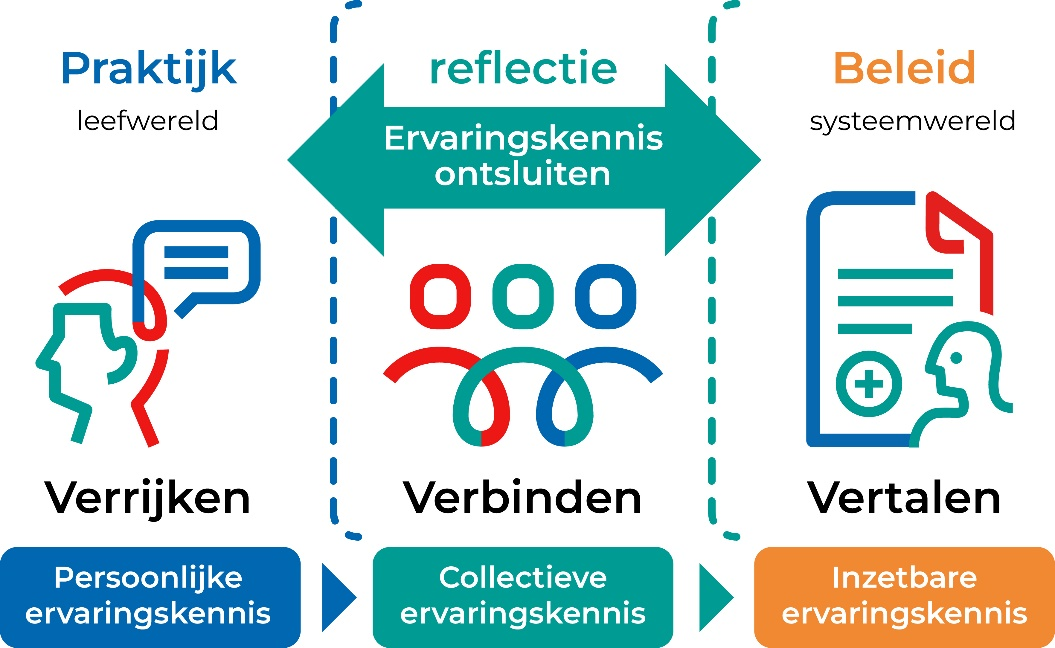 Praktijk
leefwereld
reflectie
Ervaringskennis
ontsluiten
Beleid
systeemwereld
Verrijken
Verbinden
Vertalen
Persoonlijke
ervaringskennis
Collectieve
ervaringskennis
Inzetbare
ervaringskennis